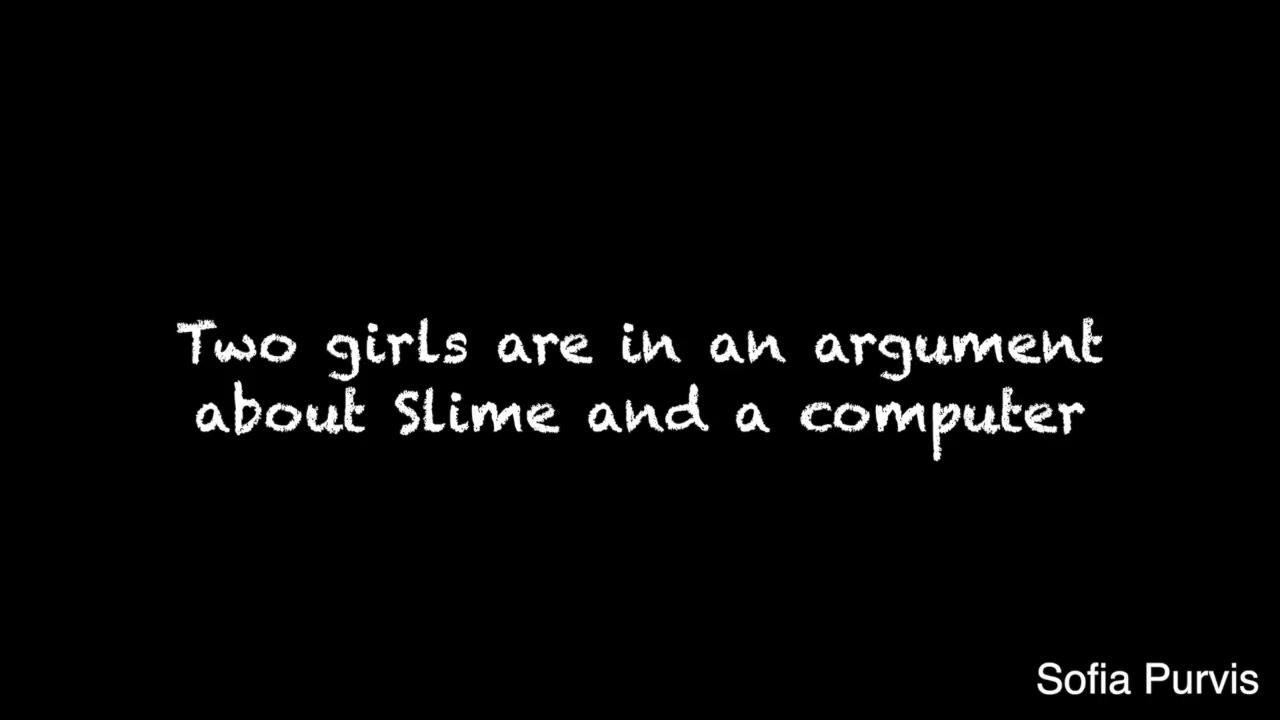 Two girls are in an argument
about Slime and a computer
Sofia Purvis